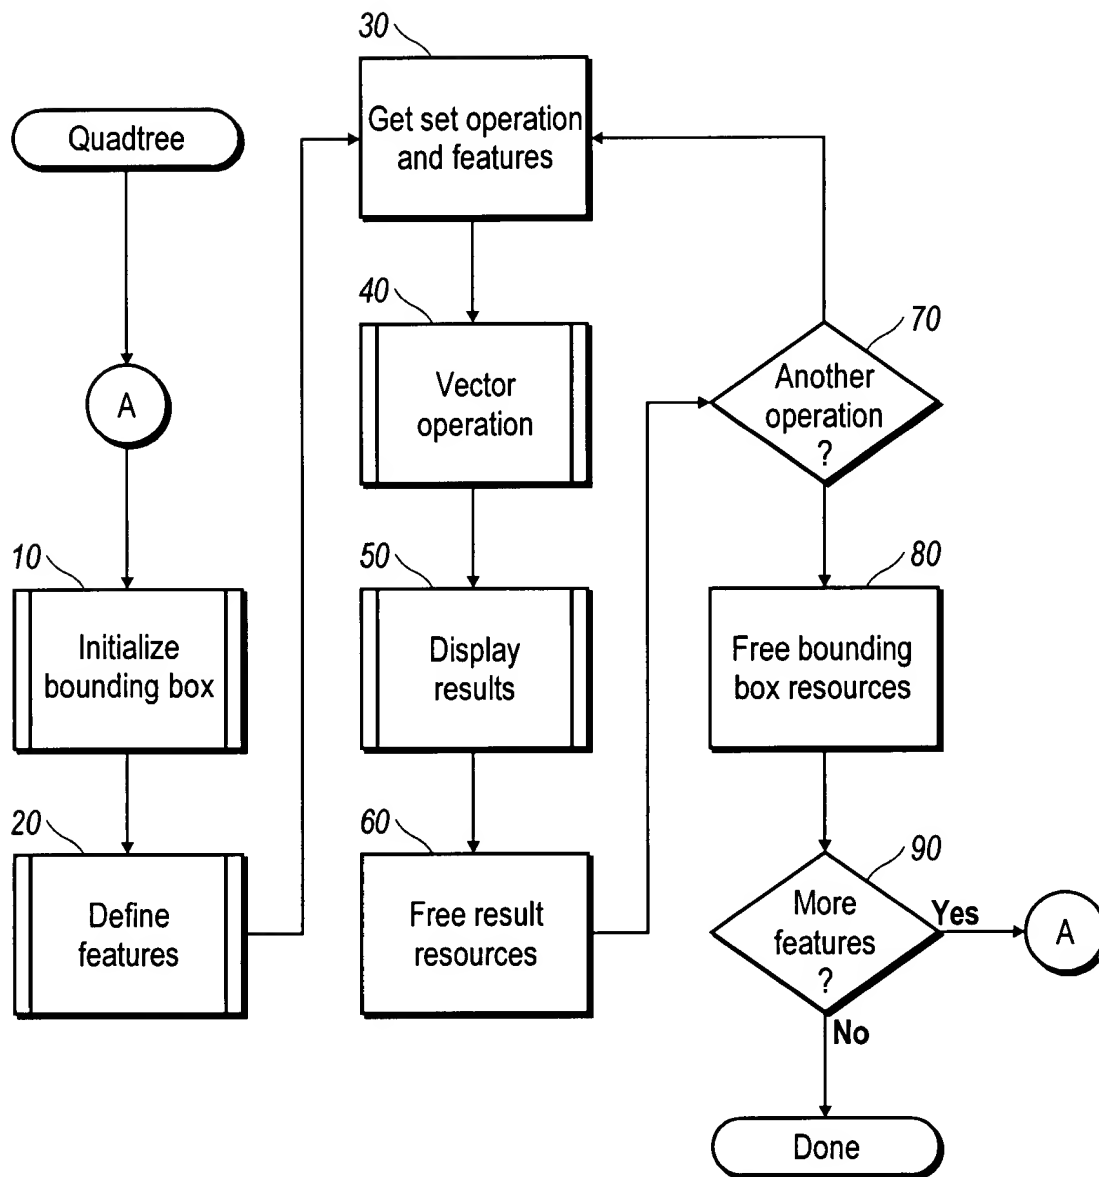 Quadtree
A
10
Initialize
bounding box
20
Define
features
30
Get set operation
and features
40
Vector
operation
50
Display
results
60
Free result
resources
70
Another
operation
?
80
Free bounding
box resources
90
More
features
?
Yes
A
No
Done